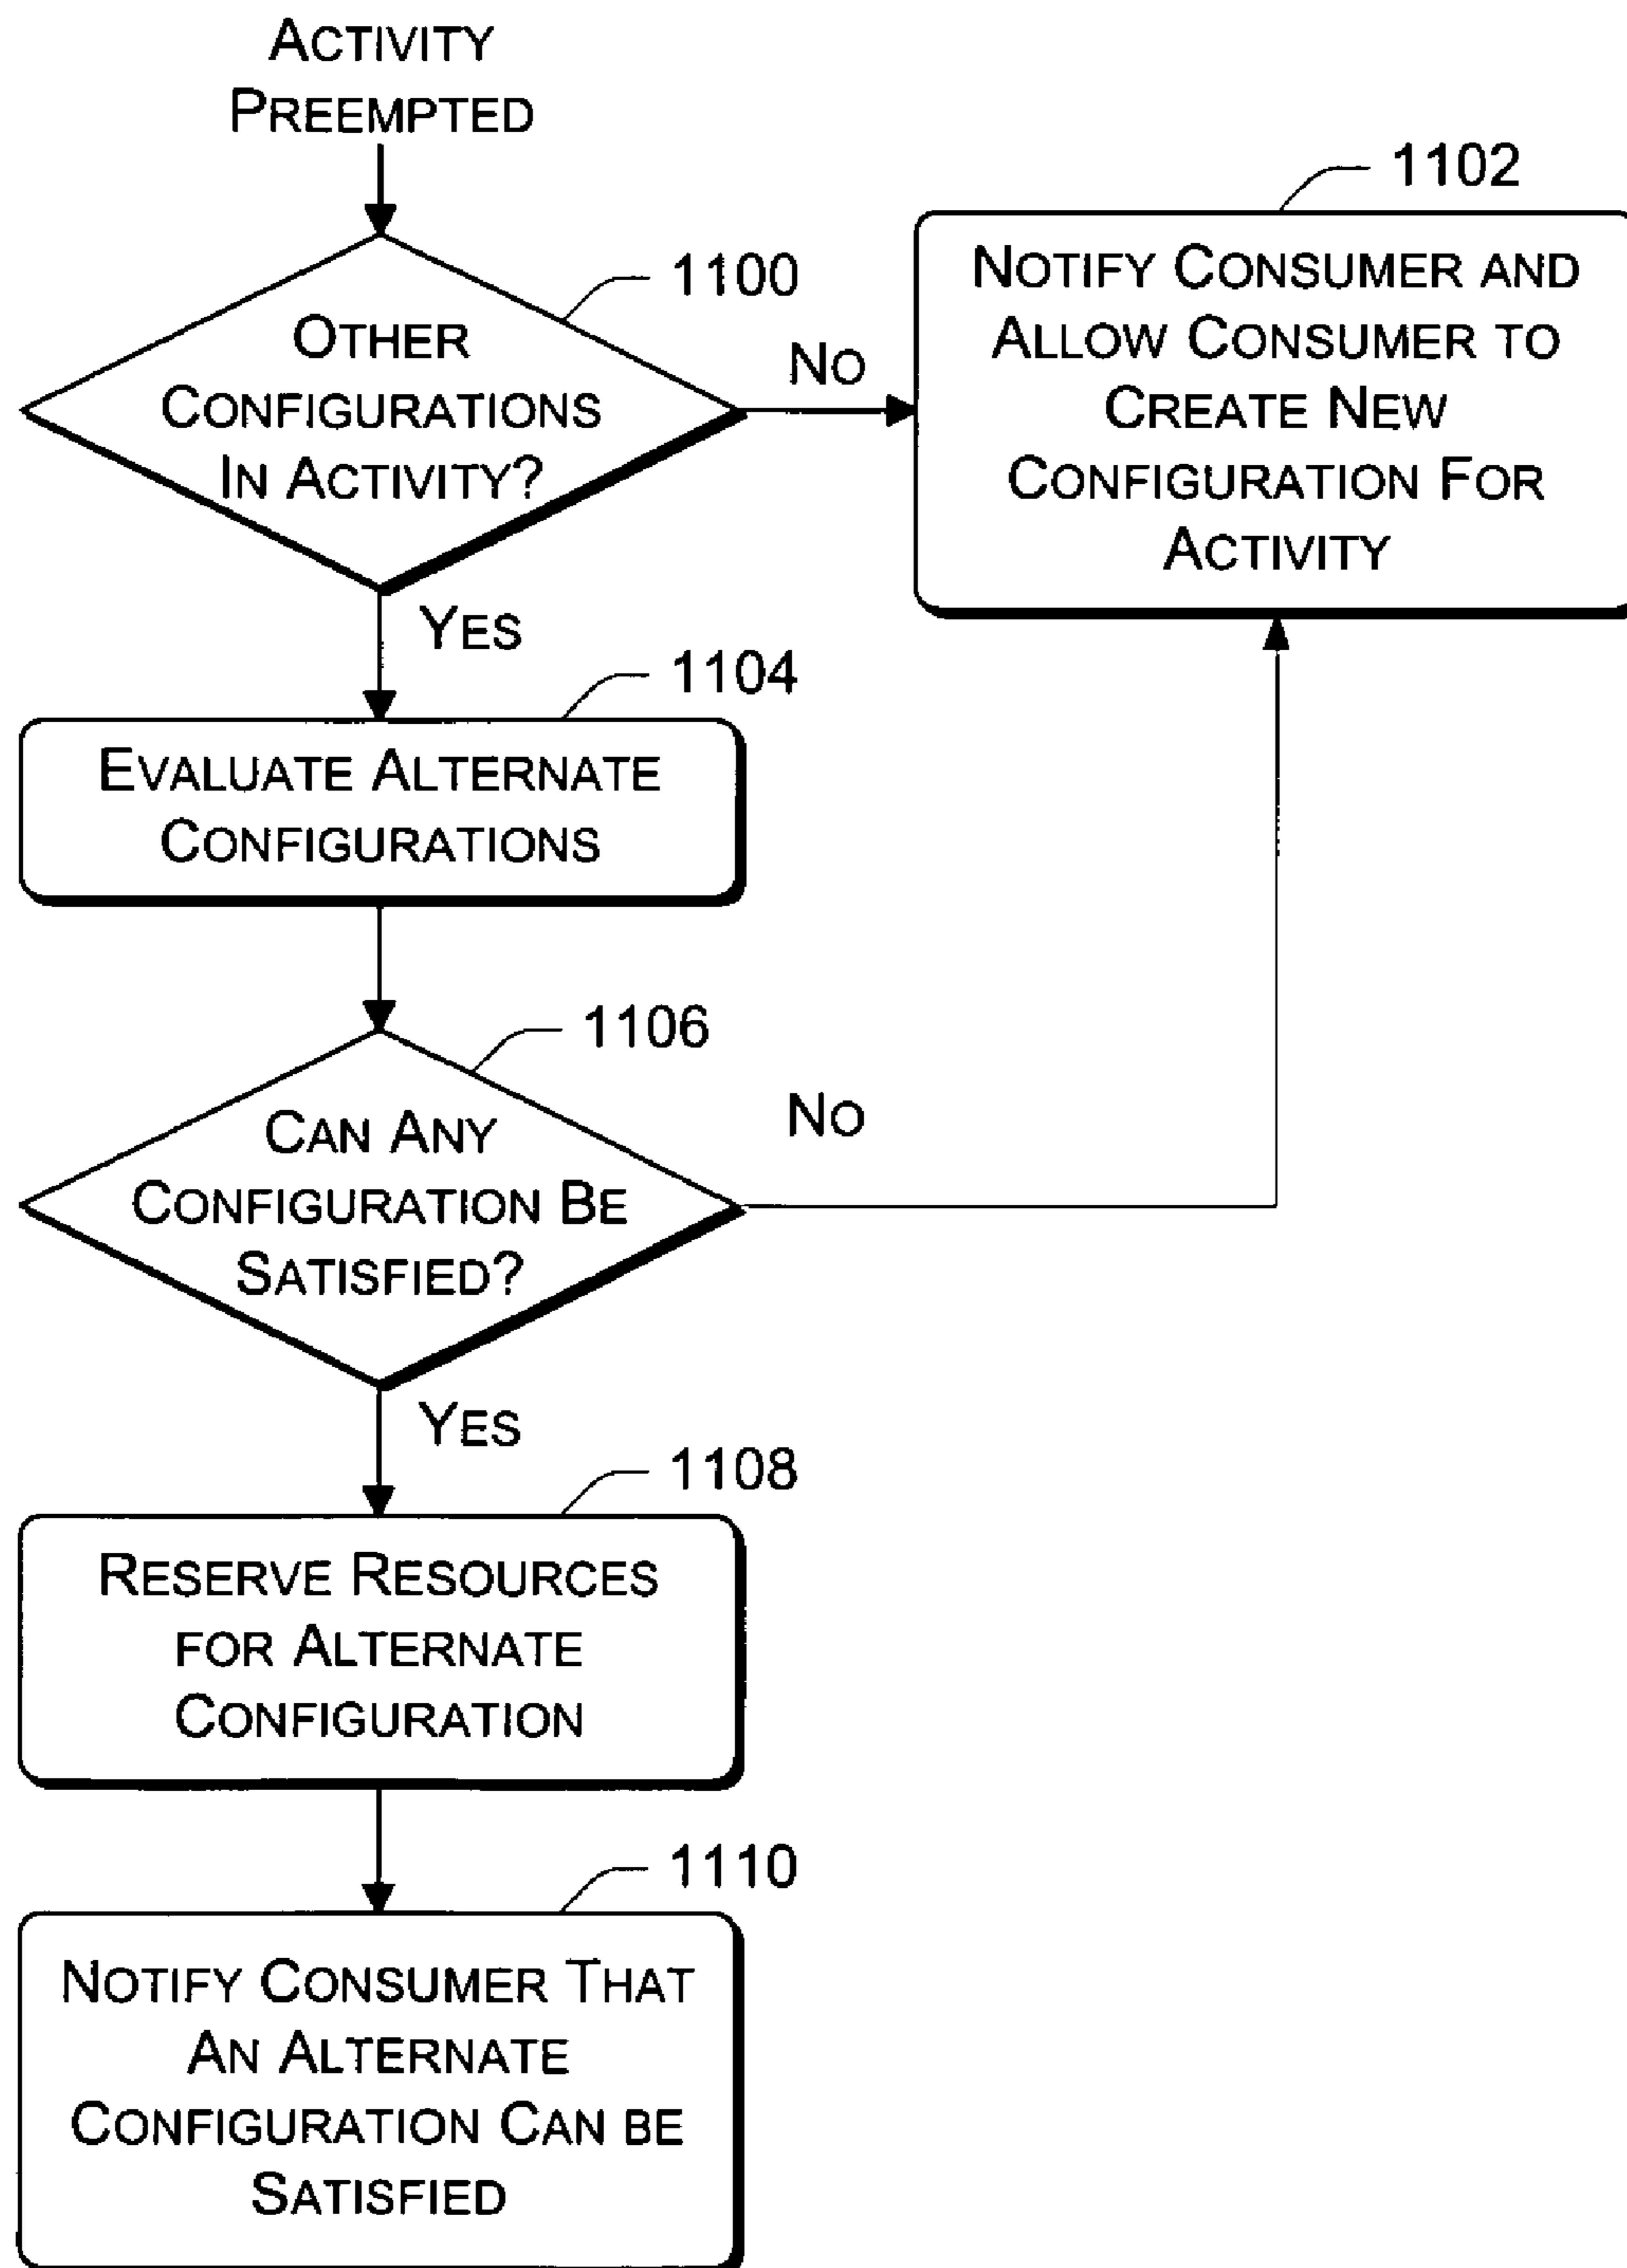 ACTIVITY
PREEMPTED
1100
OTHER
CONFIGURATIONS
IN ACTIVITY?
NO
1102
NOTIFY CONSUMER AND
ALLOW CONSUMER TO
CREATE NEW
CONFIGURATION FOR
ACTIVITY
YES
1104
EVALUATE ALTERNATE
CONFIGURATIONS
1106
CAN ANY
CONFIGURATION BE
SATISFIED?
NO
YES
1108
RESERVE RESOURCES
FOR ALTERNATE
CONFIGURATION
1110
NOTIFY CONSUMER THAT
AN ALTERNATE
CONFIGURATION CAN BE
SATISFIED